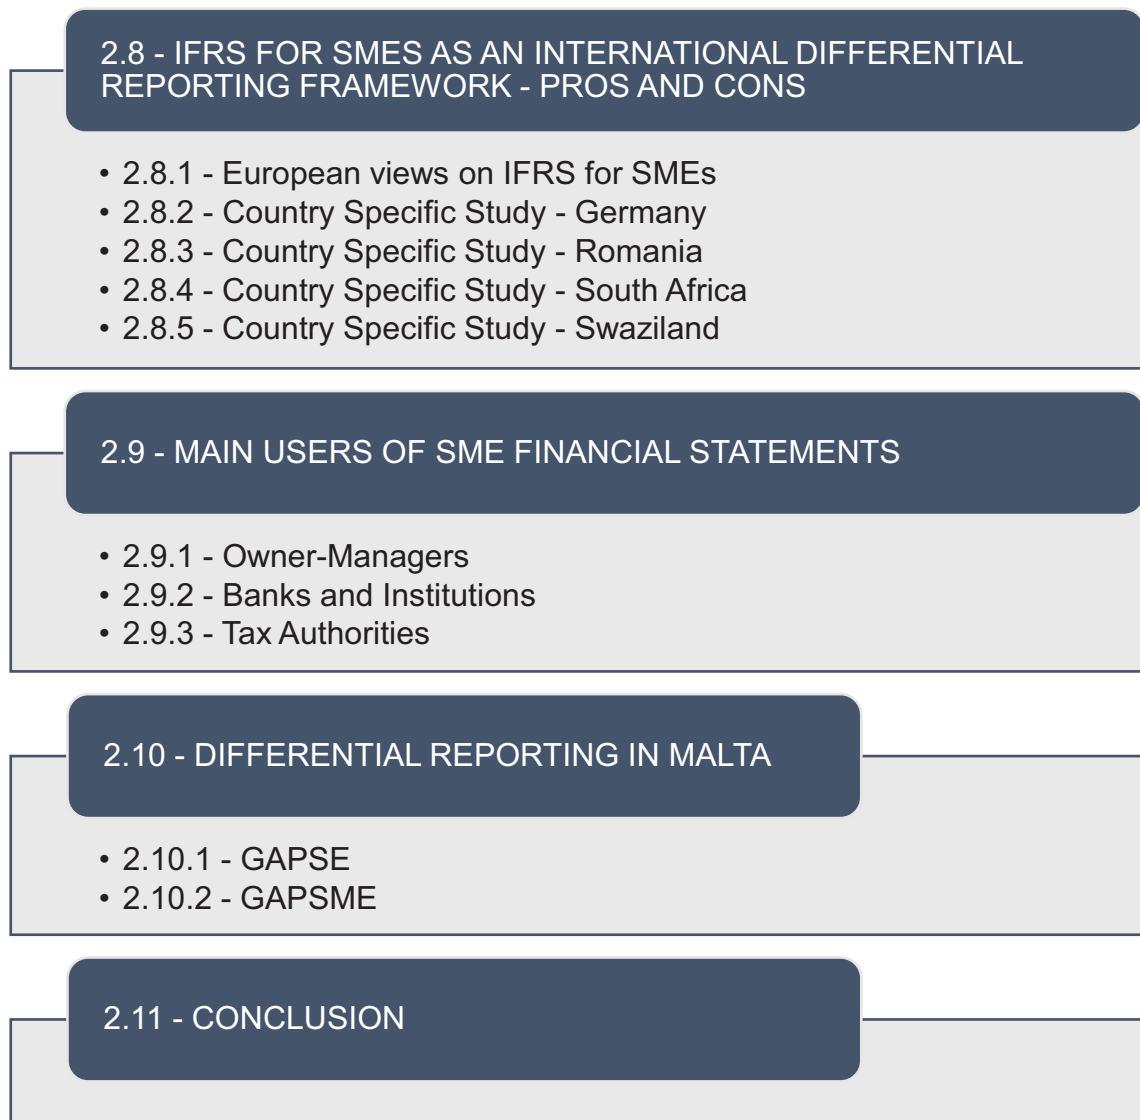 2.8 - IFRS FOR SMES AS AN INTERNATIONAL DIFFERENTIAL
REPORTING FRAMEWORK - PROS AND CONS
• 2.8.1 - European views on IFRS for SMEs
• 2.8.2 - Country Specific Study - Germany
• 2.8.3 - Country Specific Study - Romania
• 2.8.4 - Country Specific Study - South Africa
• 2.8.5 - Country Specific Study - Swaziland
2.9 - MAIN USERS OF SME FINANCIAL STATEMENTS
• 2.9.1 - Owner-Managers
• 2.9.2 - Banks and Institutions
• 2.9.3 - Tax Authorities
2.10 - DIFFERENTIAL REPORTING IN MALTA
• 2.10.1 - GAPSE
• 2.10.2 - GAPSME
2.11 - CONCLUSION